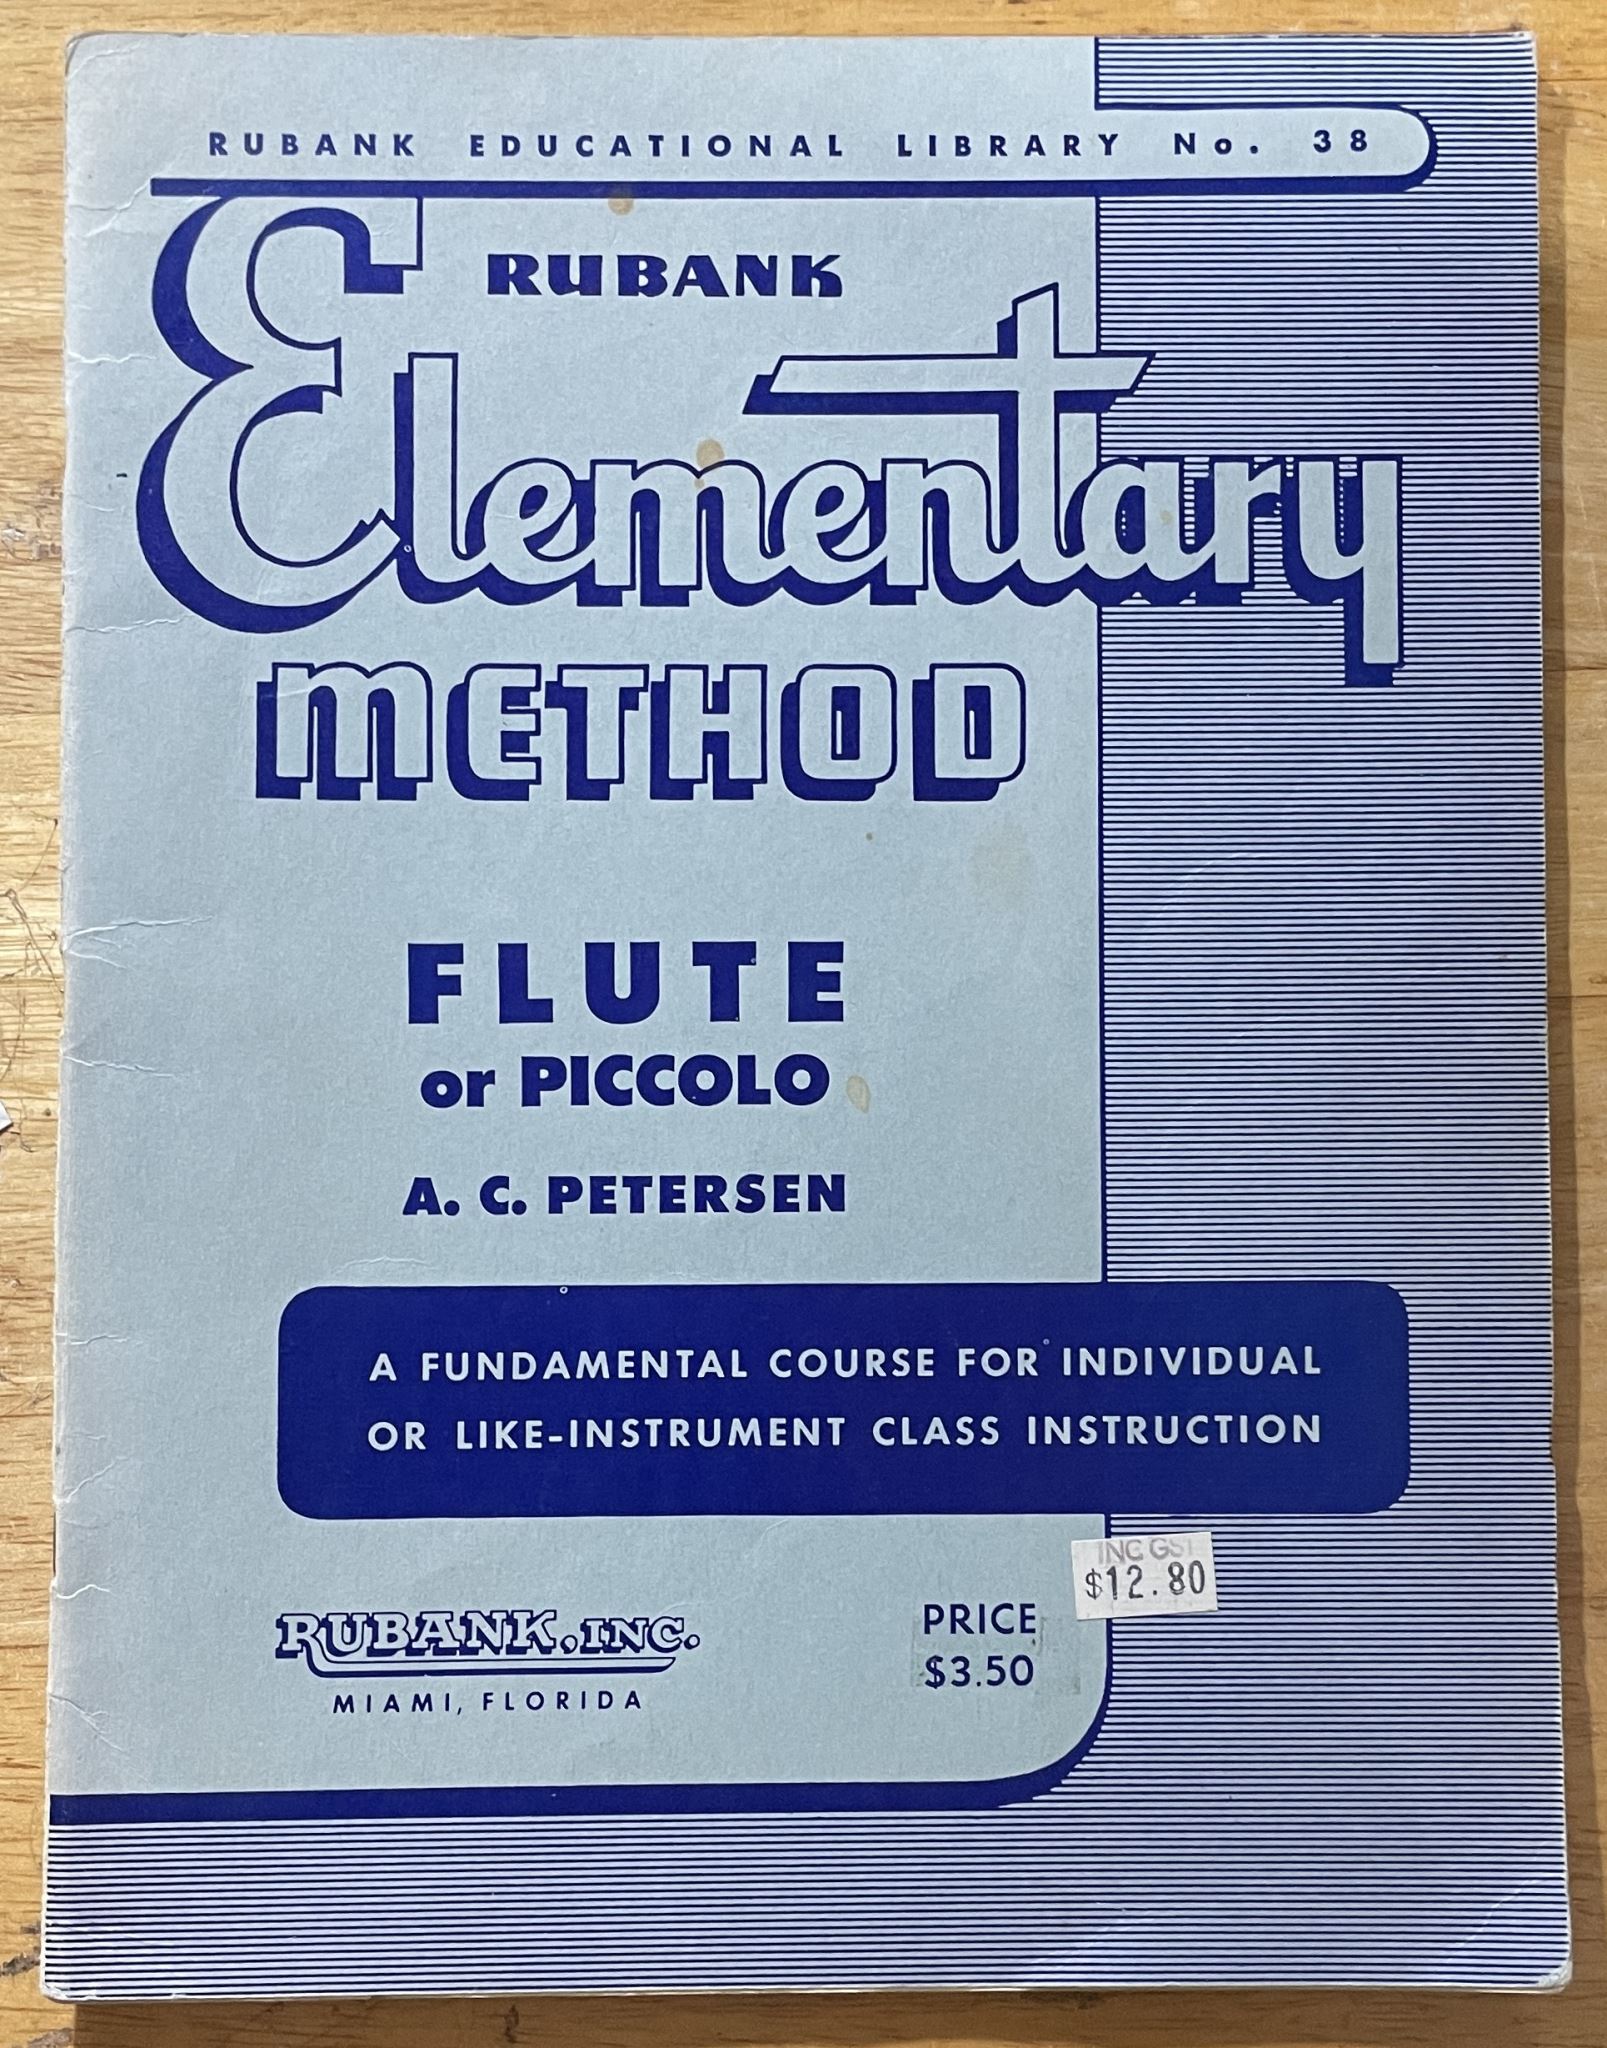 RUBANK EDUCATIONAL LIBRARY No. 38
RUBANK
Elementary
METHOD
FLUTE
or PICCOLO
A. C. PETERSEN
A FUNDAMENTAL COURSE FOR INDIVIDUAL
OR LIKE-INSTRUMENT CLASS INSTRUCTION
INC GST
$12.80
RUBANK, INC.
MIAMI, FLORIDA
PRICE
$3.50